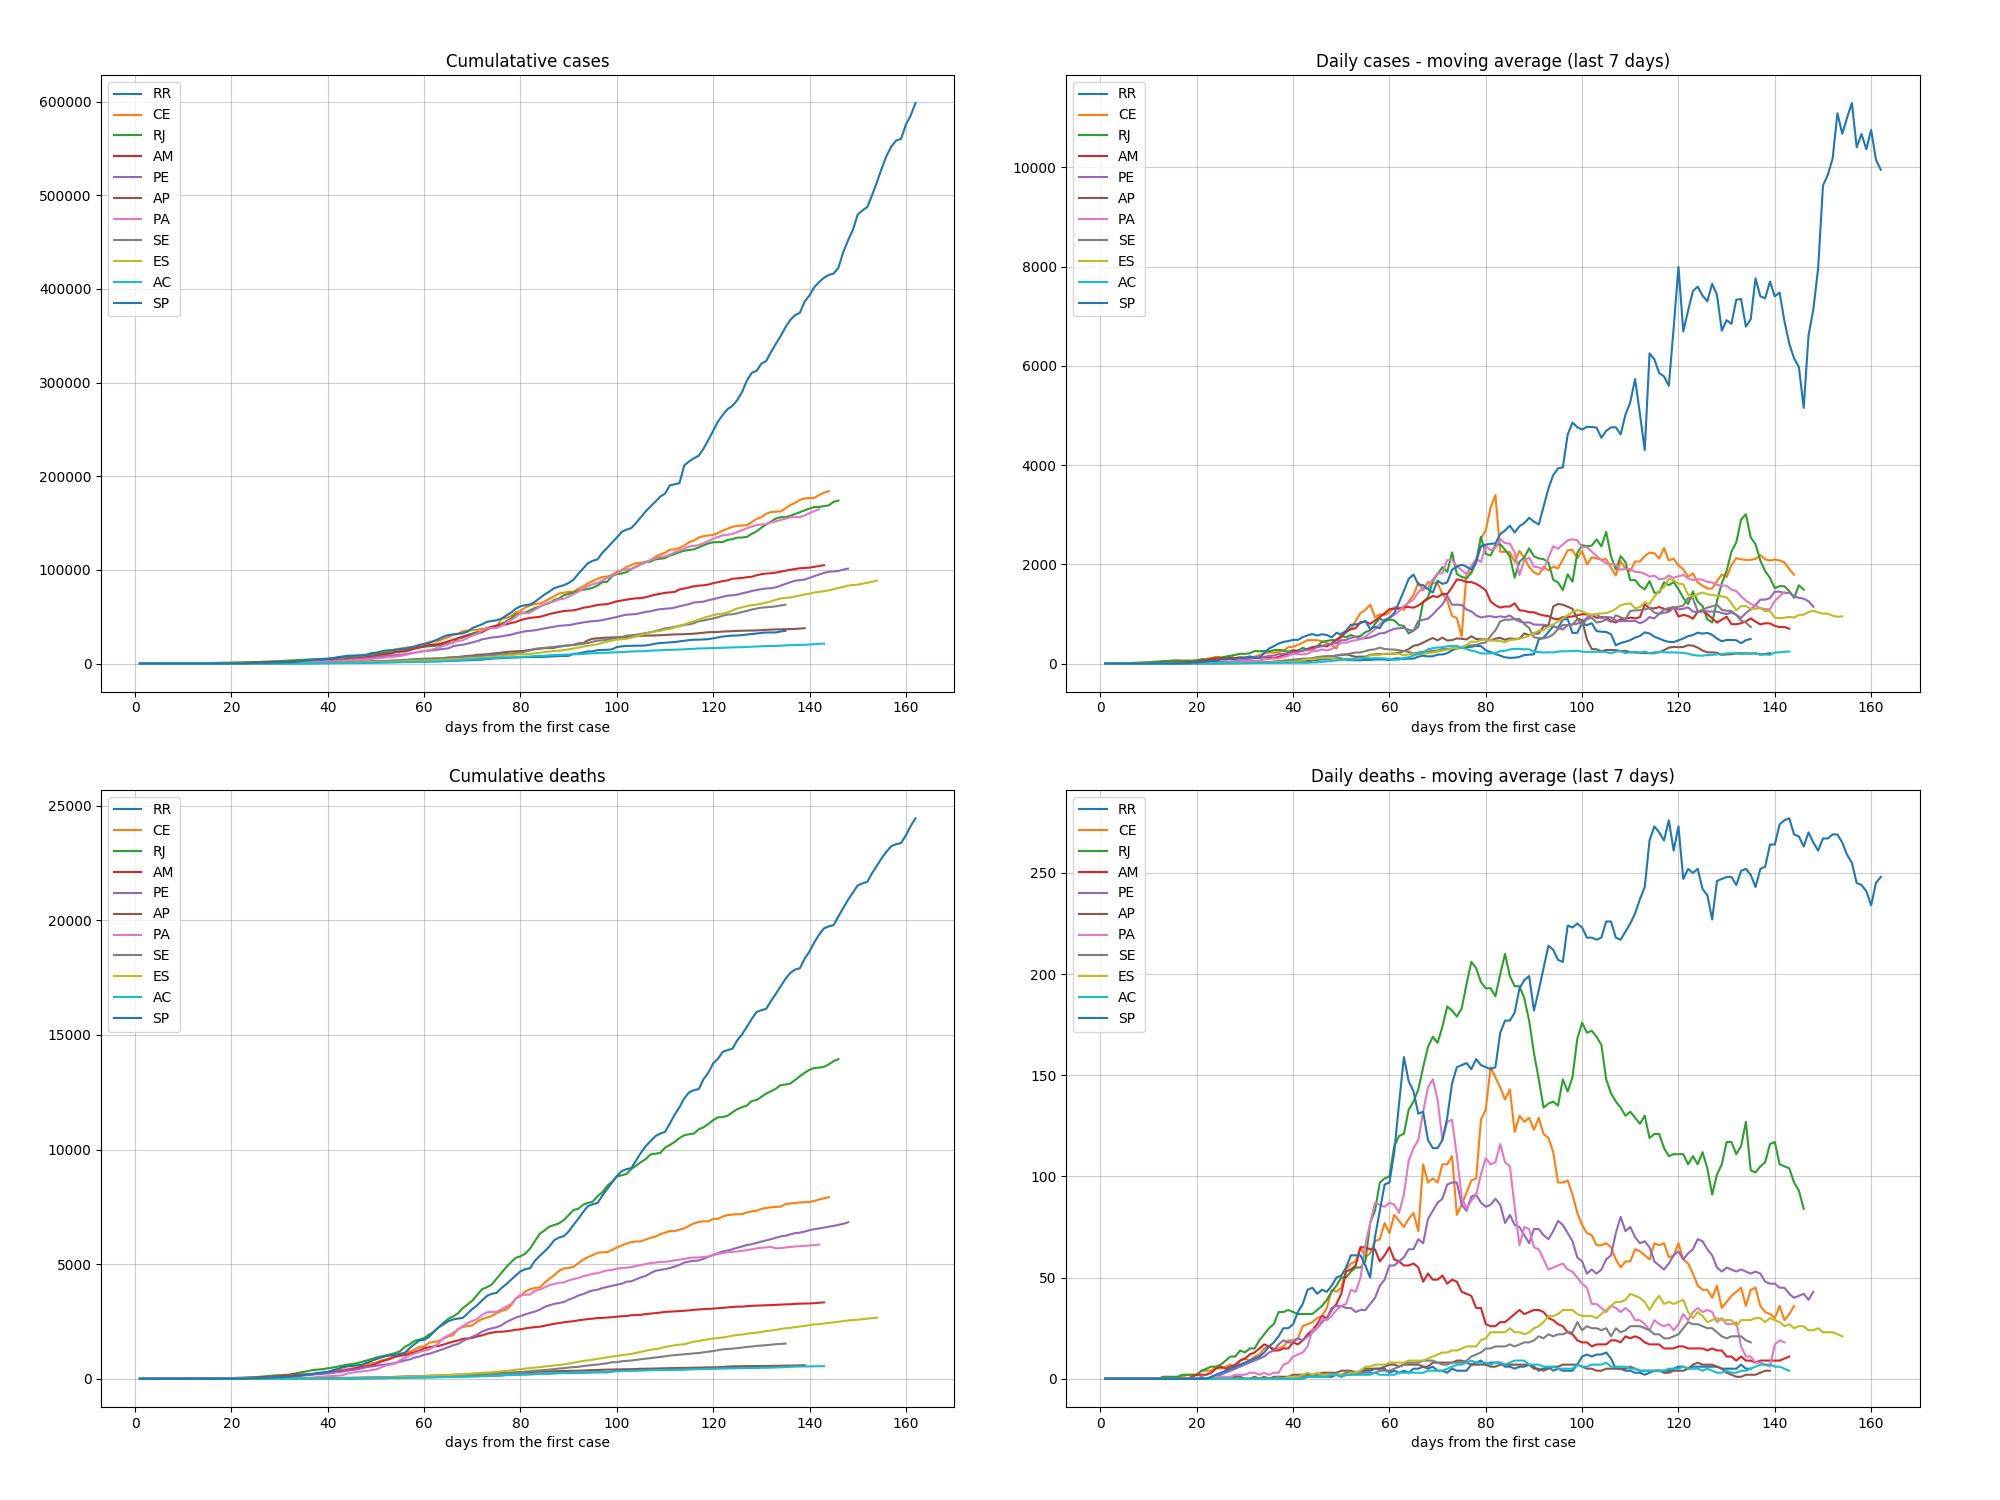 Cumulatative cases
RR
CE
RJ
AM
PE
AP
PA
SE
ES
AC
SP
600000
500000
400000
300000
200000
100000
0
0 20 40 60 80 100 120 140 160
days from the first case
Daily cases - moving average (last 7 days)
RR
CE
RJ
AM
PE
AP
PA
SE
ES
AC
SP
10000
8000
6000
4000
2000
0
0 20 40 60 80 100 120 140 160
days from the first case
Cumulative deaths
RR
CE
RJ
AM
PE
AP
PA
SE
ES
AC
SP
25000
20000
15000
10000
5000
0
0 20 40 60 80 100 120 140 160
days from the first case
Daily deaths - moving average (last 7 days)
RR
CE
RJ
AM
PE
AP
PA
SE
ES
AC
SP
250
200
150
100
50
0
0 20 40 60 80 100 120 140 160
days from the first case